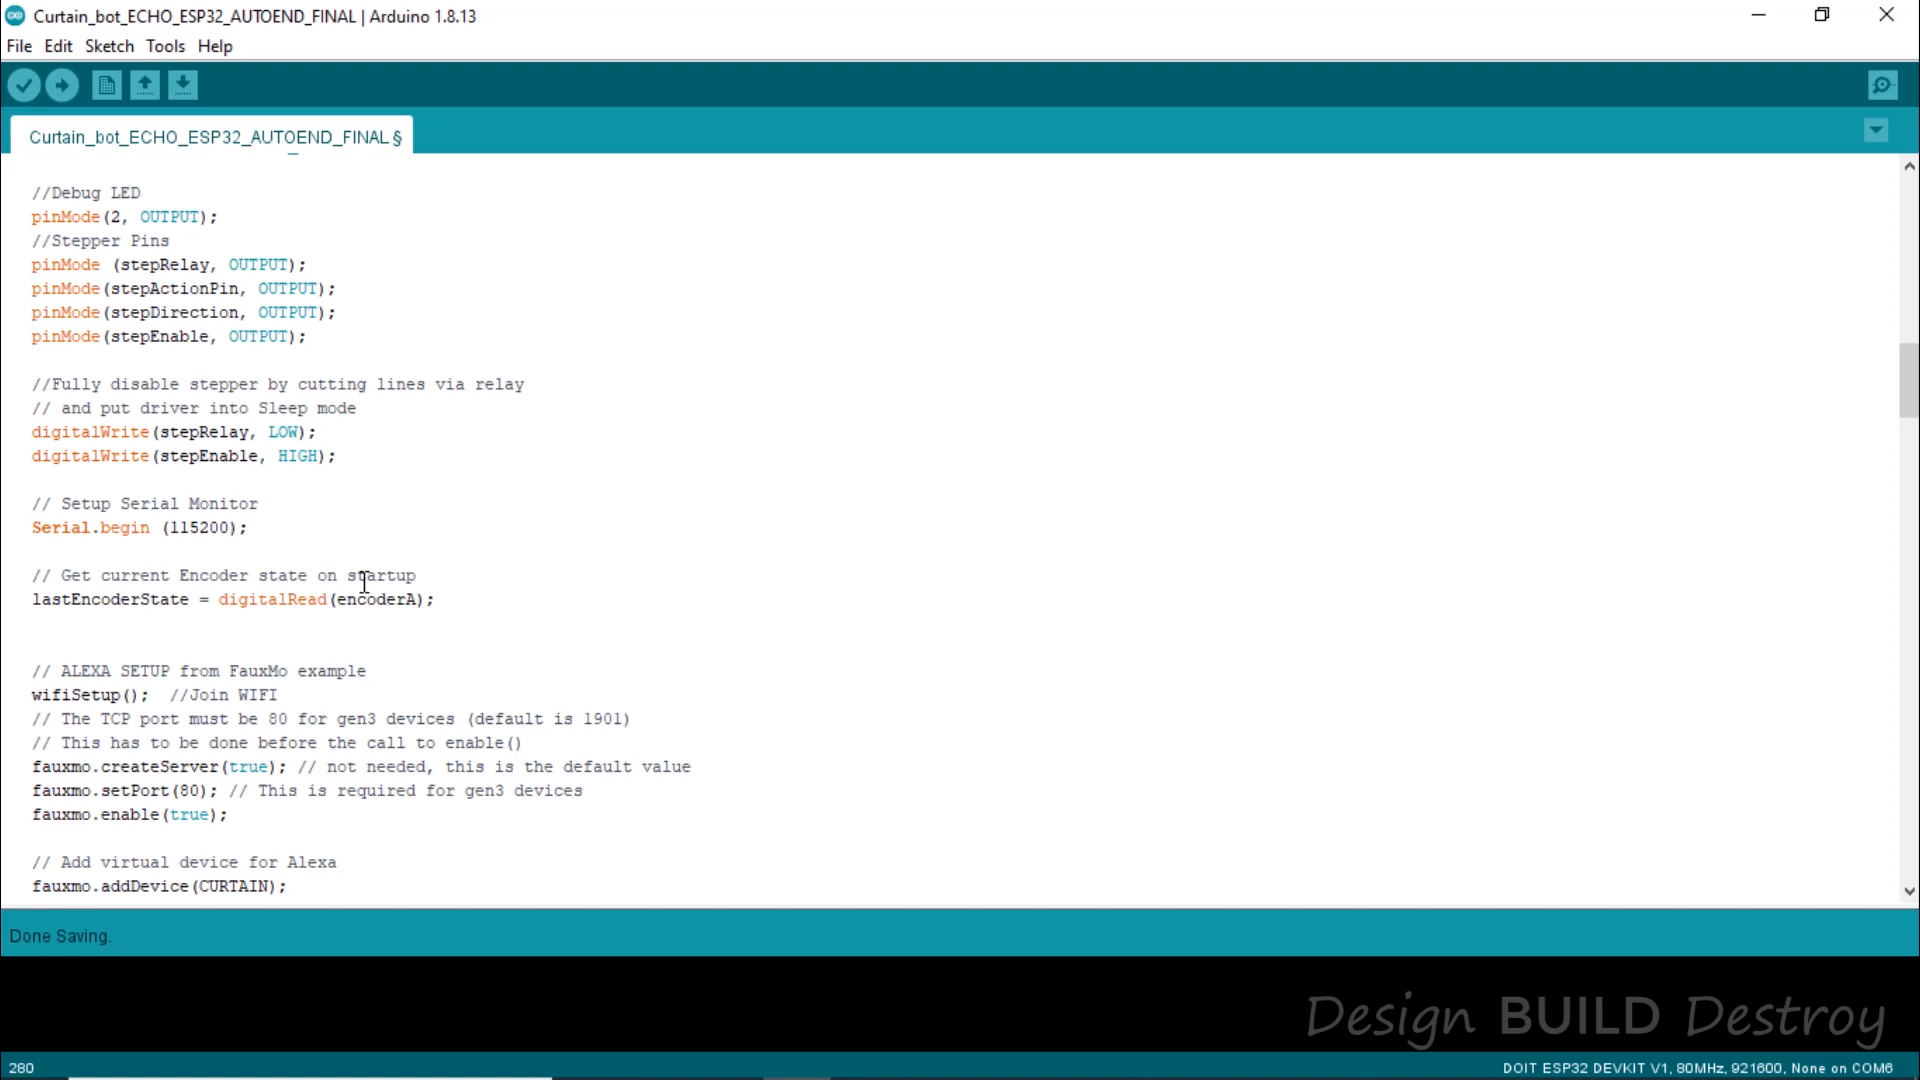 Curtain_bot_ECHO_ESP32_AUTOEND_FINAL | Arduino 1.8.13
File Edit Sketch Tools Help
Curtain_bot_ECHO_ESP32_AUTOEND_FINAL §
//Debug LED
pinMode(2, OUTPUT);
//Stepper Pins
pinMode (stepRelay, OUTPUT);
pinMode(stepActionPin, OUTPUT);
pinMode(stepDirection, OUTPUT);
pinMode(stepEnable, OUTPUT);
//Fully disable stepper by cutting lines via relay
// and put driver into Sleep mode
digitalWrite(stepRelay, LOW);
digitalWrite(stepEnable, HIGH);
// Setup Serial Monitor
Serial.begin (115200);
// Get current Encoder state on startup
lastEncoderState = digitalRead(encoderA);
// ALEXA SETUP from FauxMo example
wifiSetup();  //Join WIFI
// The TCP port must be 80 for gen3 devices (default is 1901)
// This has to be done before the call to enable()
fauxmo.createServer(true); // not needed, this is the default value
fauxmo.setPort(80); // This is required for gen3 devices
fauxmo.enable(true);
// Add virtual device for Alexa
fauxmo.addDevice(CURTAIN);
Done Saving.
Design BUILD Destroy
280
DOIT ESP32 DEVKIT V1, 80MHz, 921600, None on COM6